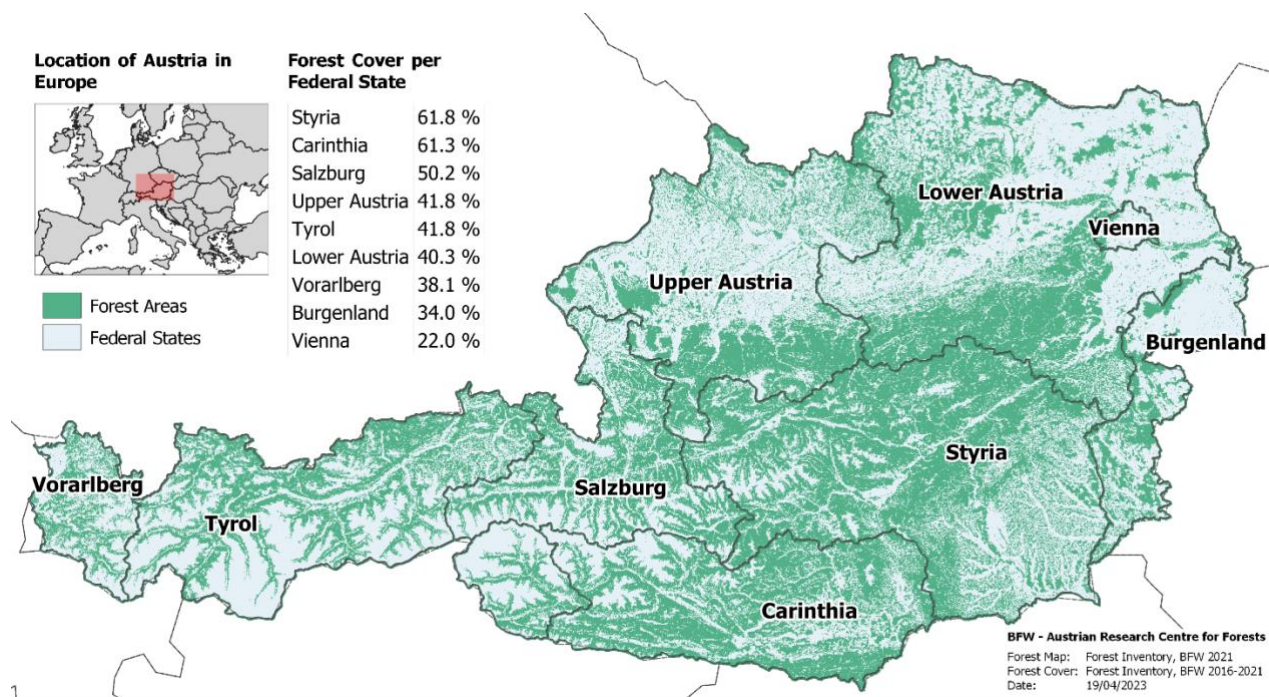 Location of Austria in
Europe
Forest Cover per
Federal State
Styria 61.8 %
Carinthia 61.3 %
Salzburg 50.2 %
Upper Austria 41.8 %
Tyrol 41.8 %
Lower Austria 40.3 %
Vorarlberg 38.1 %
Burgenland 34.0 %
Vienna 22.0 %
Forest Areas
Federal States
Lower Austria
Vienna
Upper Austria
Burgenland
Styria
Vorarlberg
Salzburg
Tyrol
Carinthia
BFW - Austrian Research Centre for Forests
Forest Map: Forest Inventory, BFW 2021
Forest Cover: Forest Inventory, BFW 2016-2021
Date: 19/04/2023
1